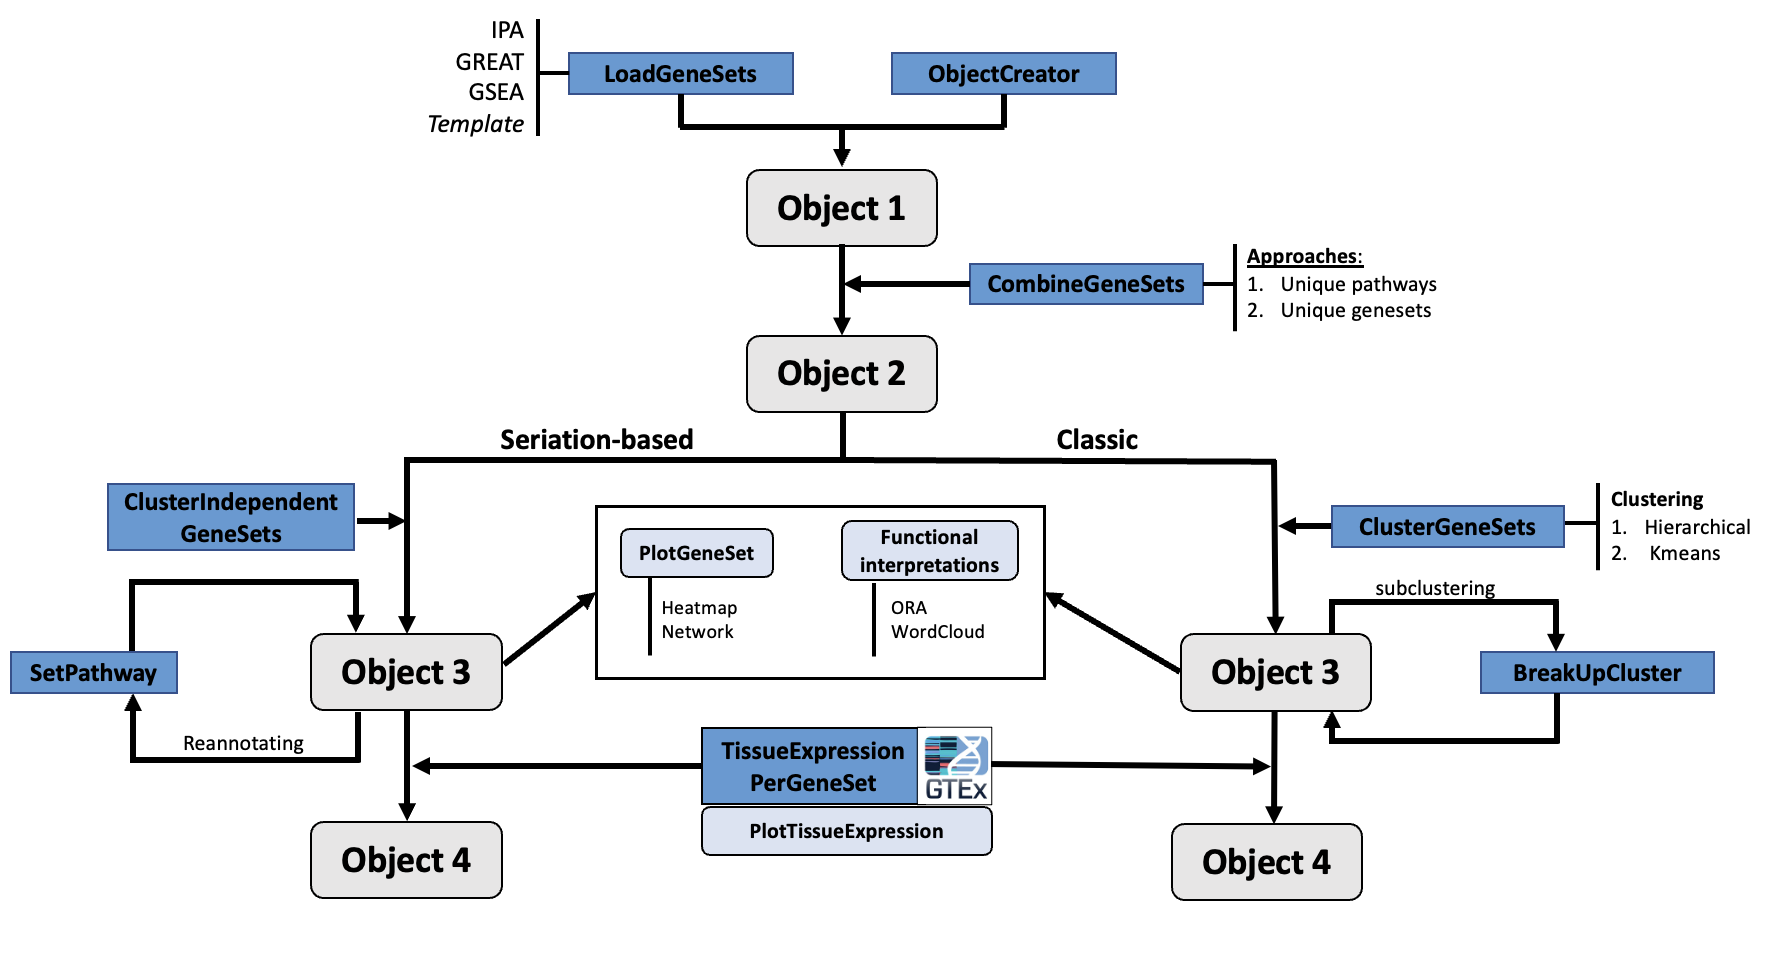 IPA
GREAT
GSEA
Template
LoadGeneSets
ObjectCreator
Object 1
CombineGeneSets
Approaches:
1. Unique pathways
2. Unique genesets
Object 2
Seriation-based
Classic
ClusterIndependent
GeneSets
PlotGeneSet
Heatmap
Network
Functional
interpretations
ORA
WordCloud
ClusterGeneSets
Clustering
1. Hierarchical
2. Kmeans
subclustering
SetPathway
Object 3
Reannotating
Object 3
BreakUpCluster
TissueExpression
PerGeneSet
GTEx
PlotTissueExpression
Object 4
Object 4